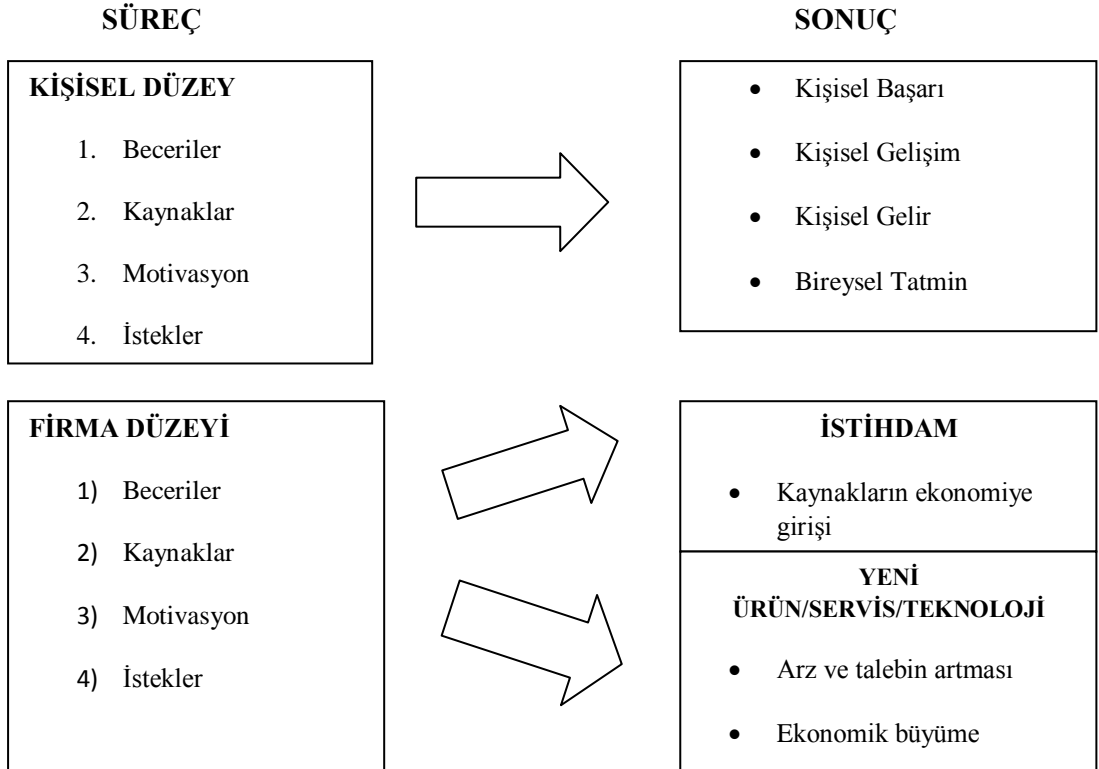 SÜREÇ
SONUÇ
KİŞİSEL DÜZEY
1. Beceriler
2. Kaynaklar
3. Motivasyon
4. İstekler
• Kişisel Başarı
• Kişisel Gelişim
• Kişisel Gelir
• Bireysel Tatmin
FİRMA DÜZEYİ
1) Beceriler
2) Kaynaklar
3) Motivasyon
4) İstekler
İSTİHDAM
• Kaynakların ekonomiye
girişi
YENİ
ÜRÜN/SERVİS/TEKNOLOJİ
• Arz ve talebin artması
• Ekonomik büyüme